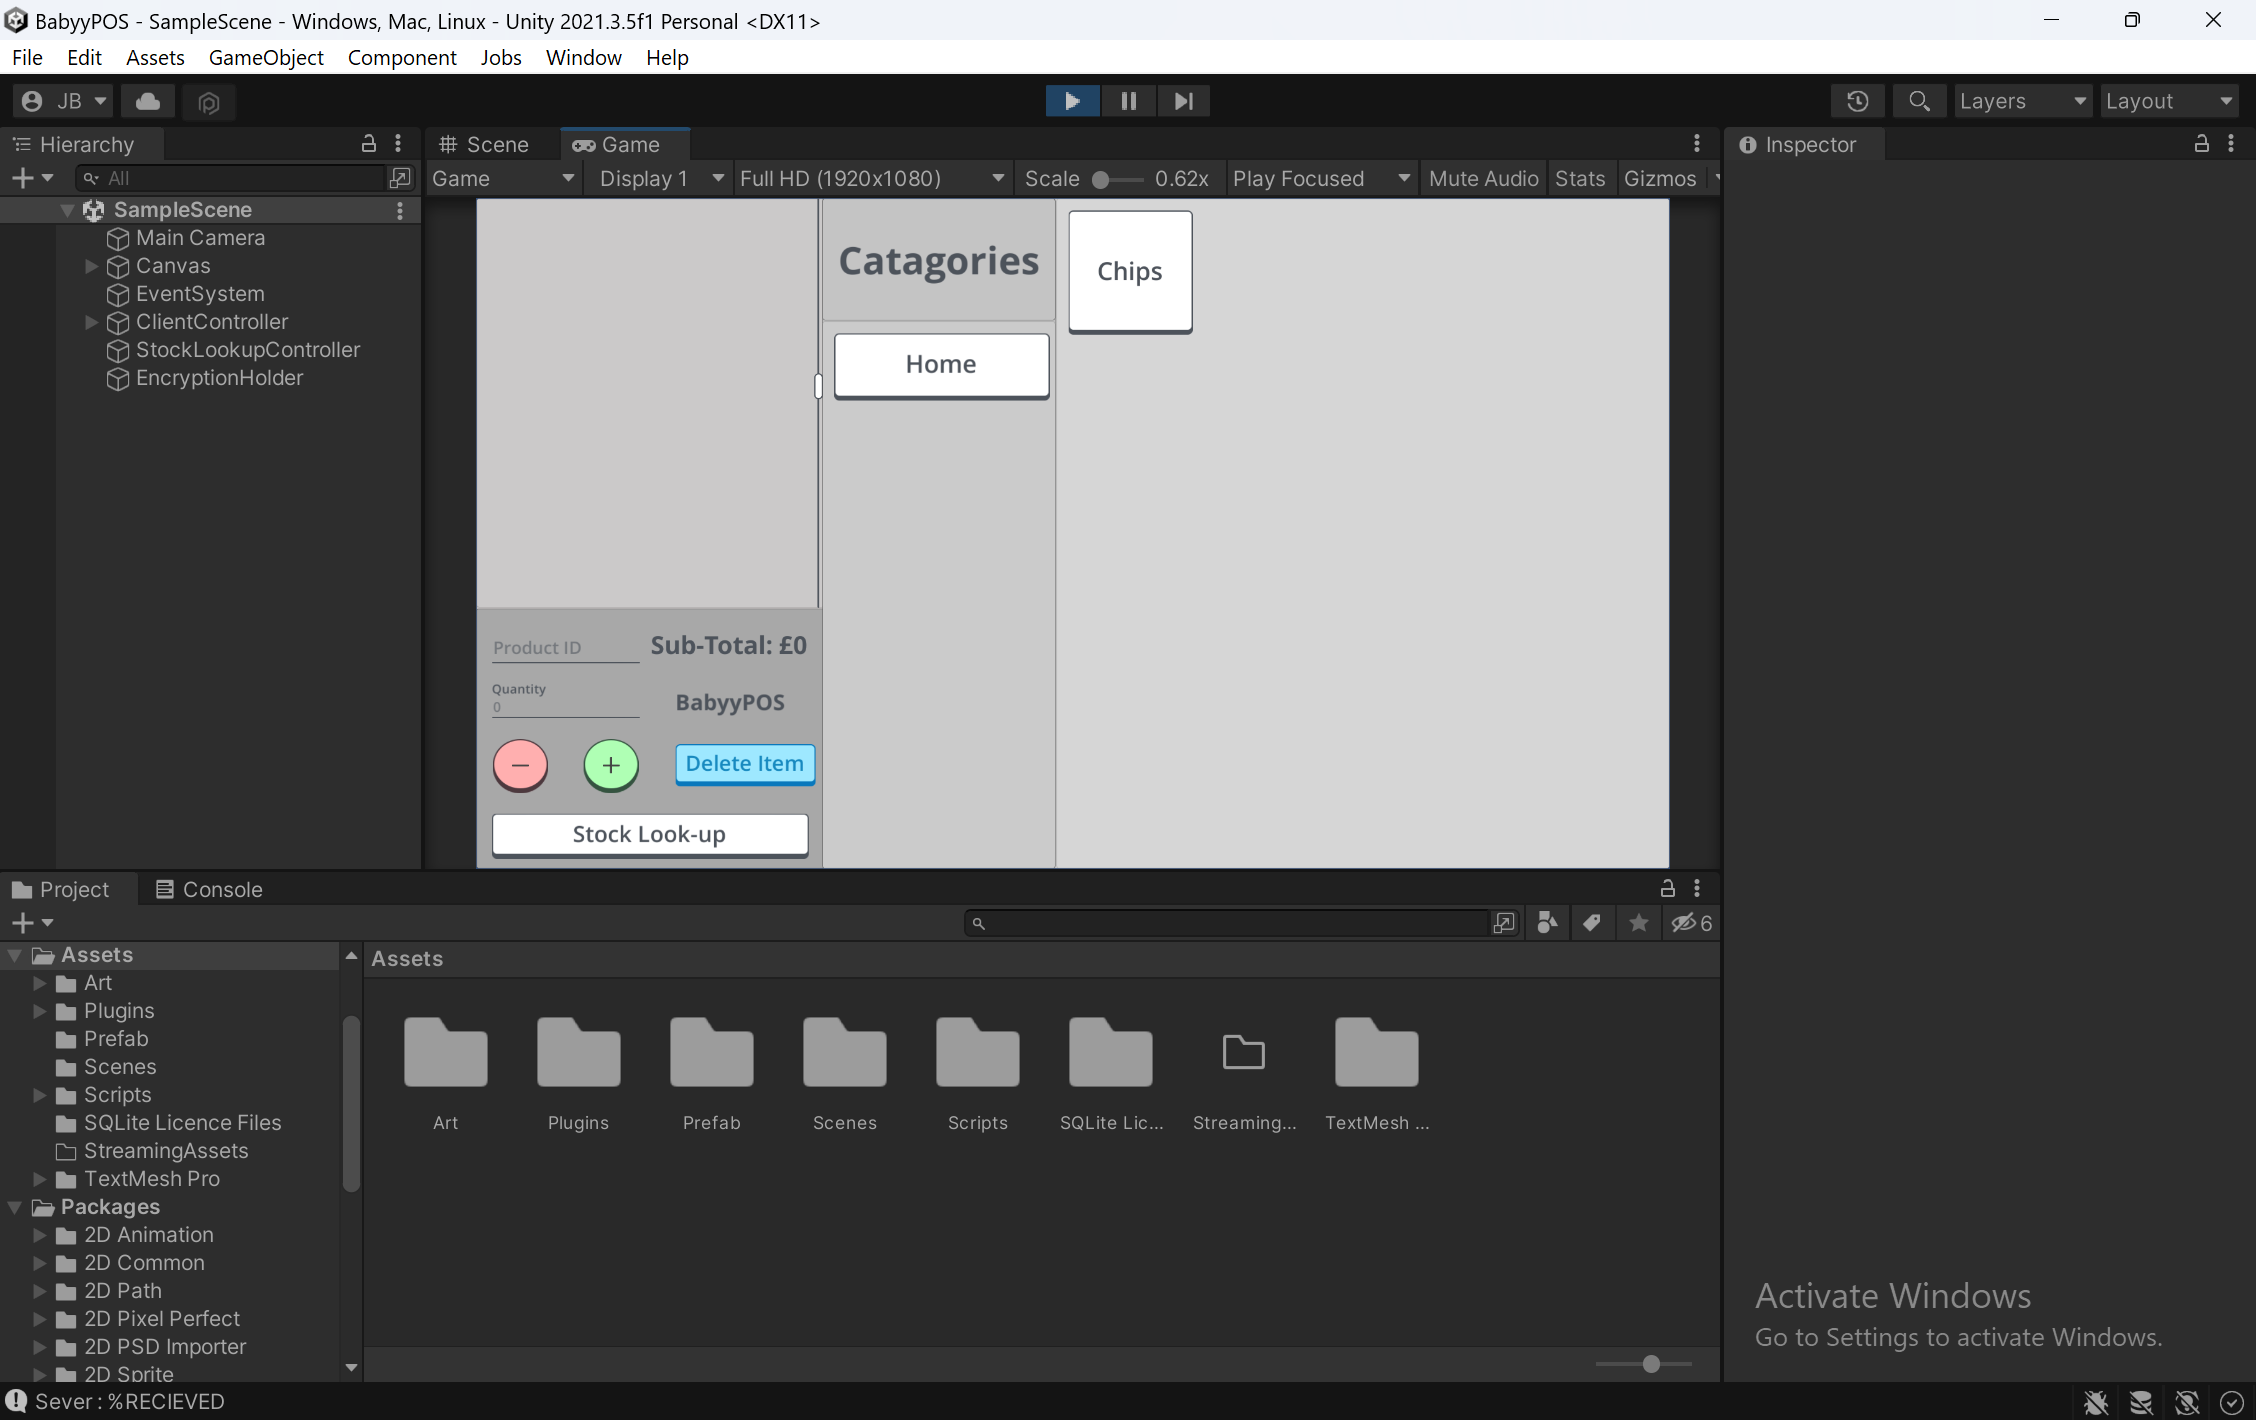 BabyyPOS - SampleScene - Windows, Mac, Linux - Unity 2021.3.5f1 Personal <DX11>
File Edit Assets GameObject Component Jobs Window Help
JB Layers Layout
Hierarchy Scene Game Inspector
All Game Display 1 Full HD (1920x1080) Scale 0.62x Play Focused Mute Audio Stats Gizmos
SampleScene
Main Camera
Canvas
EventSystem
ClientController
StockLookupController
EncryptionHolder
Catagories
Chips
Home
Product ID Sub-Total: £0
Quantity
0
BabyyPOS
− + Delete Item
Stock Look-up
Project Console
6
Assets
Art
Plugins
Prefab
Scenes
Scripts
SQLite Licence Files
StreamingAssets
TextMesh Pro
Packages
2D Animation
2D Common
2D Path
2D Pixel Perfect
2D PSD Importer
2D Sprite
Assets
Art Plugins Prefab Scenes Scripts SQLite Lic... Streaming... TextMesh ...
Activate Windows
Go to Settings to activate Windows.
Sever : %RECIEVED